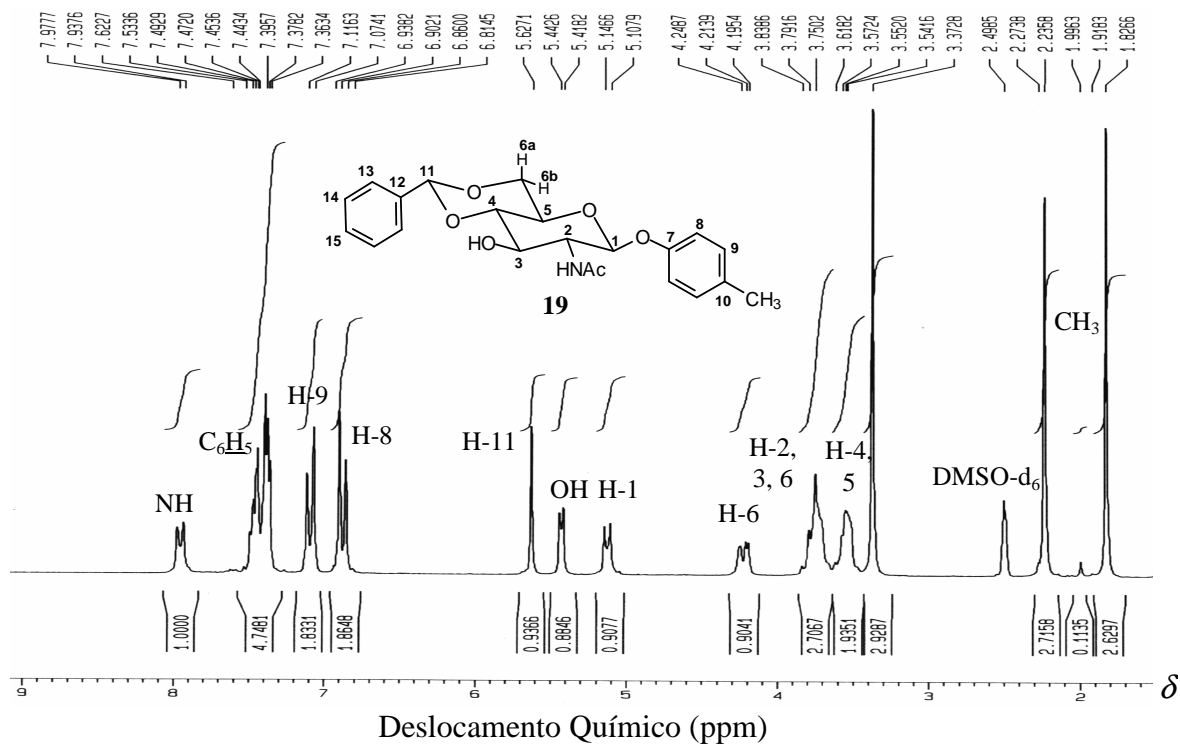 7.9777
7.9376
7.6227
7.5336
7.4929
7.4720
7.4536
7.4434
7.3957
7.3782
7.3634
7.1163
7.0741
6.9382
6.9021
6.8600
6.8145
5.6271
5.4426
5.4182
5.1466
5.1079
4.2487
4.2139
4.1954
3.8386
3.7916
3.7502
3.6182
3.5724
3.5520
3.5416
3.3728
2.4985
2.2738
2.2358
1.9963
1.9183
1.8266
6a
H
6b
H
13
11
14
12
O
15
O
4
5
O
HO
3
2
HNAc
1
O
7
8
9
10
CH3
19
NH
C6H5
H-9
H-8
H-11
OH
H-1
H-6
H-2,
3, 6
H-4,
5
DMSO-d6
CH3
1.0000
4.7481
1.8331
1.8648
0.9366
0.8846
0.9077
0.9041
2.7067
1.9351
2.9287
2.7158
0.1135
2.6297
9 8 7 6 5 4 3 2 δ
Deslocamento Químico (ppm)